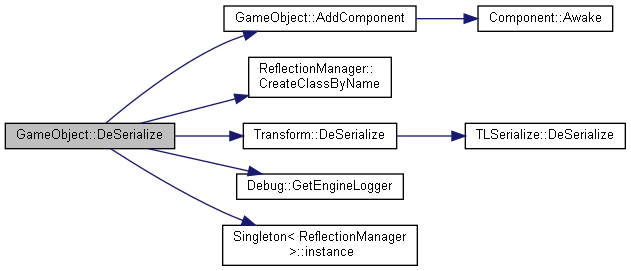 GameObject::AddComponent
Component::Awake
ReflectionManager::
CreateClassByName
GameObject::DeSerialize
Transform::DeSerialize
TLSerialize::DeSerialize
Debug::GetEngineLogger
Singleton< ReflectionManager
>::instance